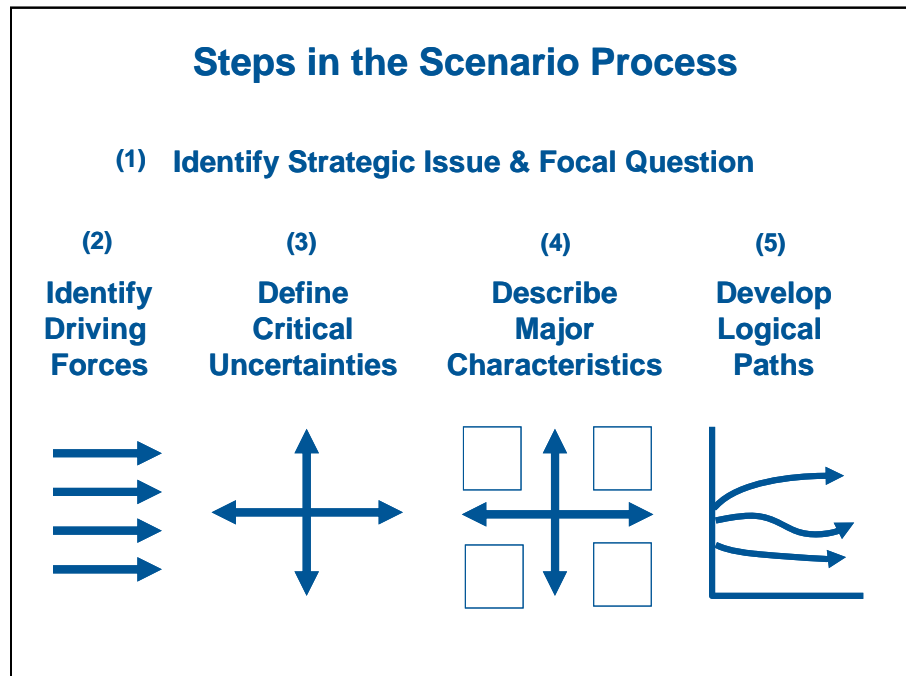 Steps in the Scenario Process
(1) Identify Strategic Issue & Focal Question
(2)
Identify
Driving
Forces
(3)
Define
Critical
Uncertainties
(4)
Describe
Major
Characteristics
(5)
Develop
Logical
Paths